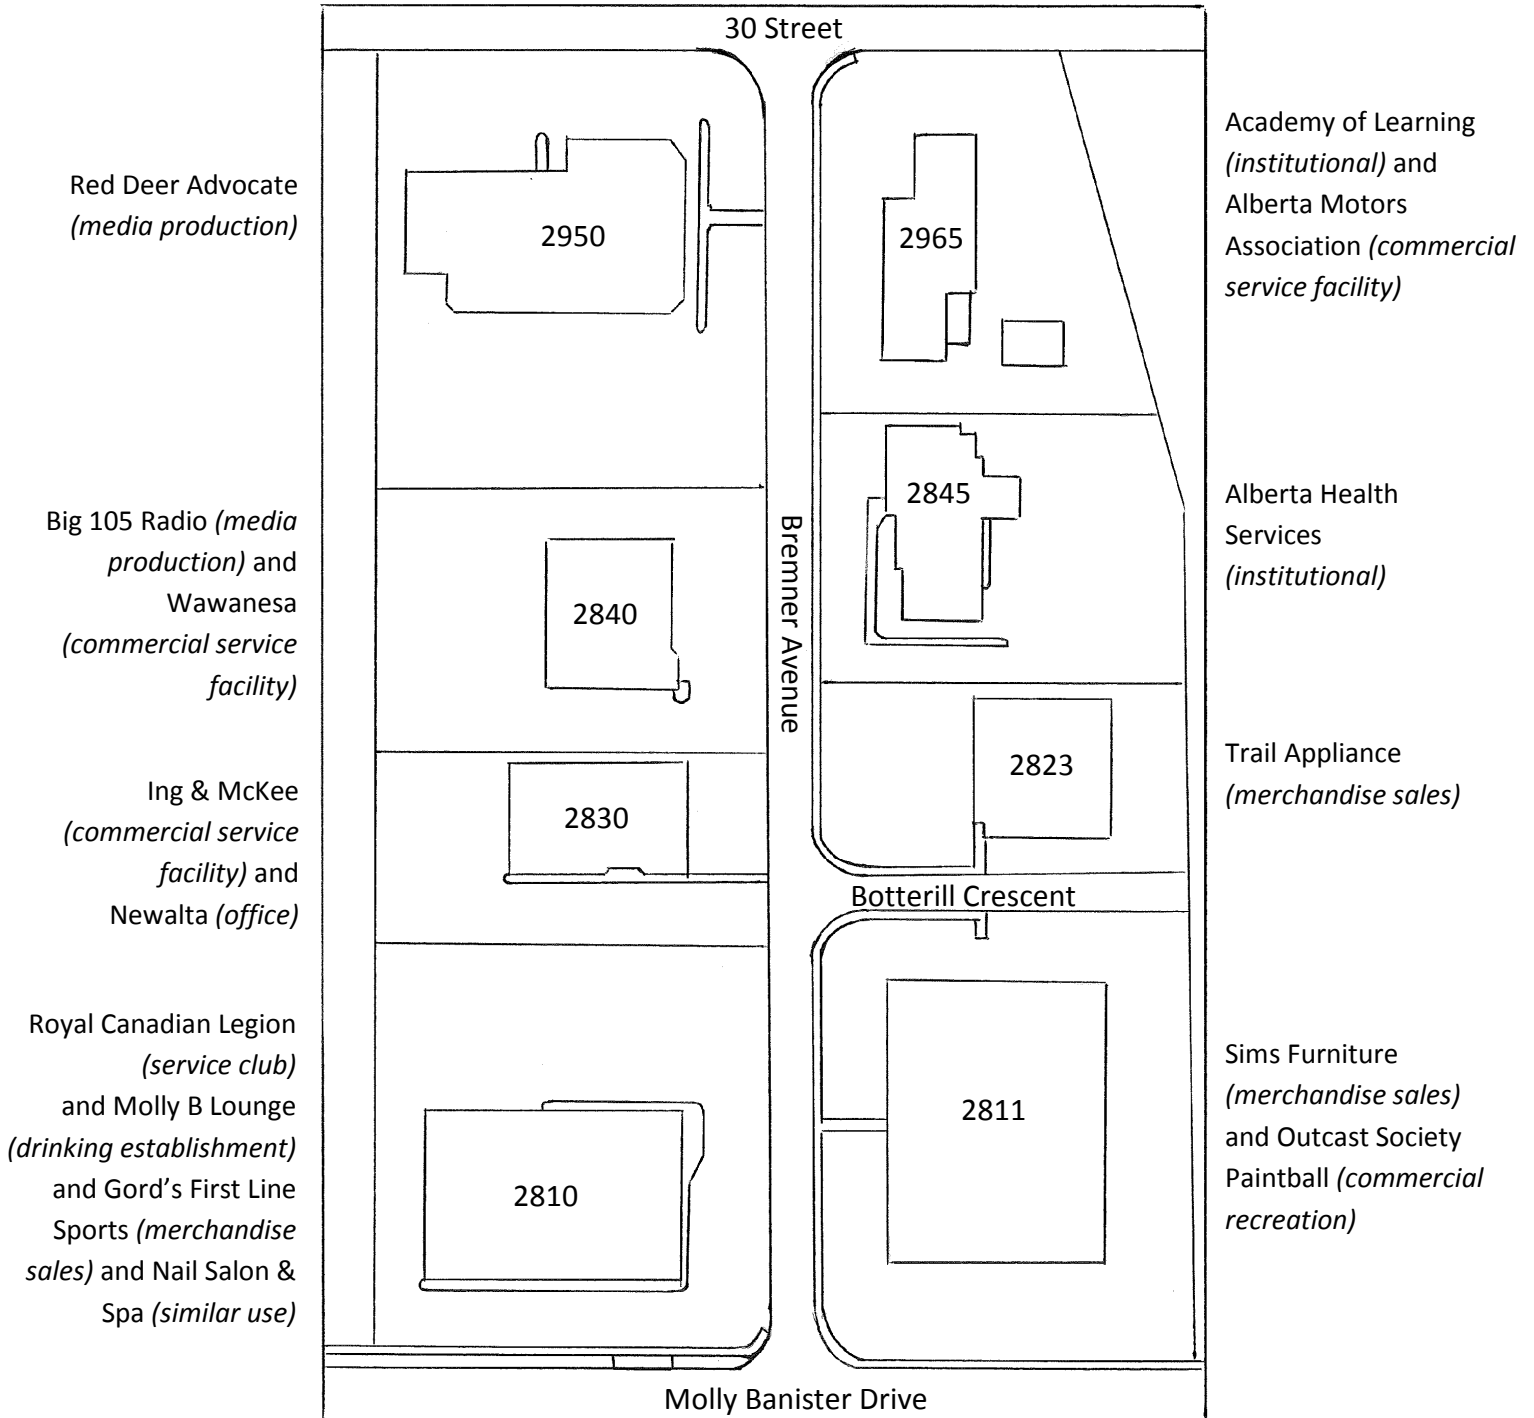 30 Street
Red Deer Advocate
(media production)
2950
2965
Academy of Learning
(institutional) and
Alberta Motors
Association (commercial
service facility)
Big 105 Radio (media
production) and
Wawanesa
(commercial service
facility)
2840
Bremner Avenue
2845
Alberta Health
Services
(institutional)
Ing & McKee
(commercial service
facility) and
Newalta (office)
2830
2823
Trail Appliance
(merchandise sales)
Botterill Crescent
Royal Canadian Legion
(service club)
and Molly B Lounge
(drinking establishment)
and Gord’s First Line
Sports (merchandise
sales) and Nail Salon &
Spa (similar use)
2810
2811
Sims Furniture
(merchandise sales)
and Outcast Society
Paintball (commercial
recreation)
Molly Banister Drive